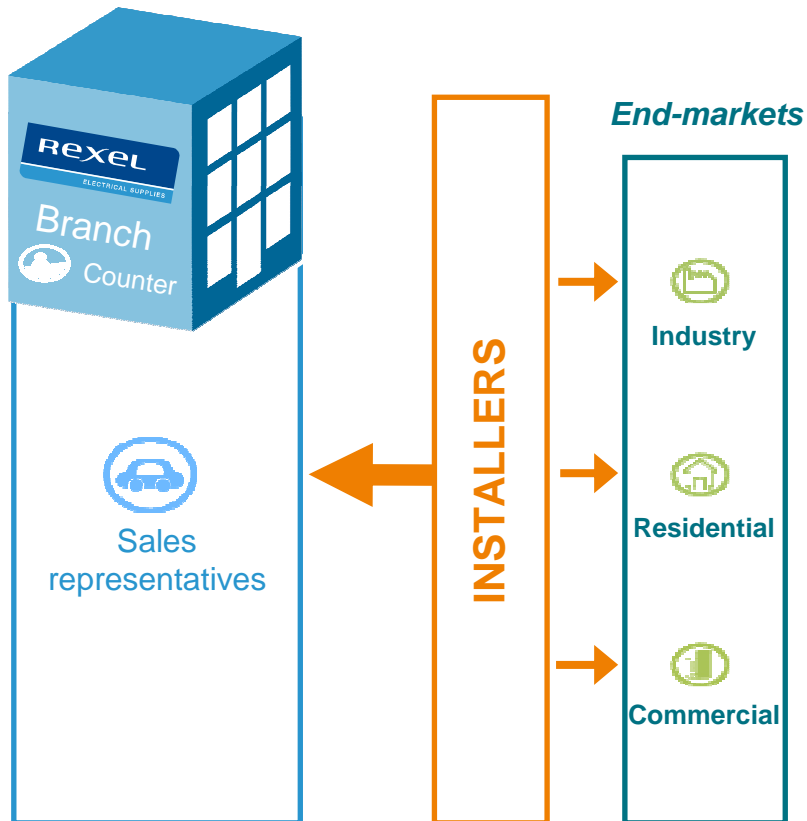 REXEL
ELECTRICAL SUPPLIES
Branch
Counter
Sales
representatives
INSTALLERS
End-markets
Industry
Residential
Commercial